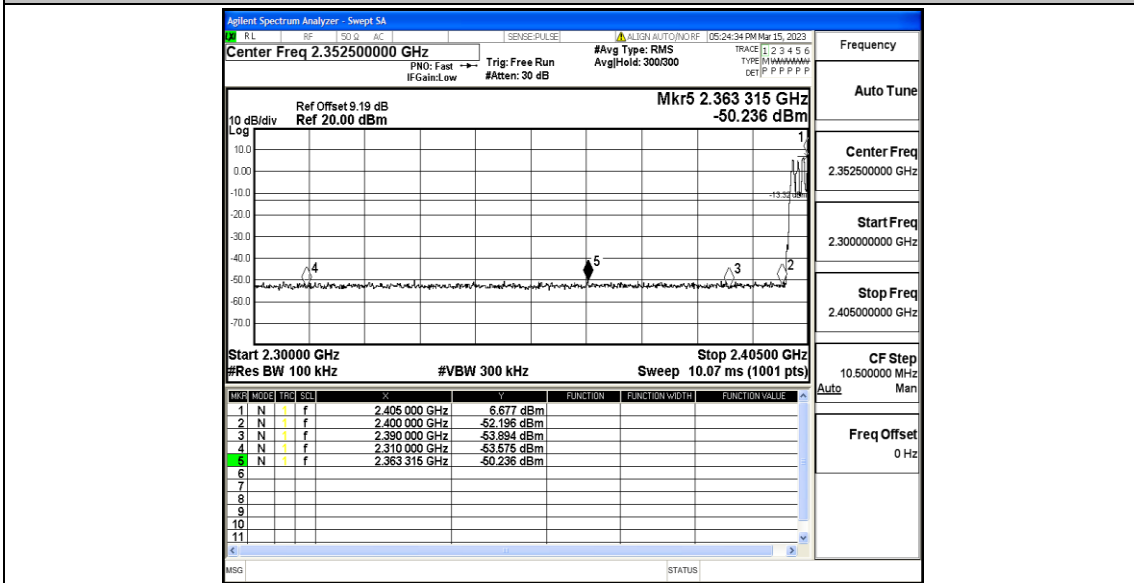 Agilent Spectrum Analyzer - Swept SA
RL RF 50 Ω AC SENSE:PULSE ALIGN AUTO/NO RF 05:24:34 PM Mar 15, 2023
Center Freq 2.352500000 GHz
PNO: Fast
IFGain:Low
Trig: Free Run
#Atten: 30 dB
#Avg Type: RMS
Avg|Hold: 300/300
TRACE 1 2 3 4 5 6
TYPE M
DET P P P P P P
Mkr5 2.363 315 GHz
-50.236 dBm
Ref Offset 9.19 dB
10 dB/div Ref 20.00 dBm
Log
10.0
0.00
-10.0
-20.0
-30.0
-40.0
-50.0
-60.0
-70.0
1
-13.32 dBm
4
5
3
2
Start 2.30000 GHz Stop 2.40500 GHz
#Res BW 100 kHz #VBW 300 kHz Sweep 10.07 ms (1001 pts)
MKR MODE TRC SCL X Y FUNCTION FUNCTION WIDTH FUNCTION VALUE
1 N 1 f 2.405 000 GHz 6.677 dBm
2 N 1 f 2.400 000 GHz -52.196 dBm
3 N 1 f 2.390 000 GHz -53.894 dBm
4 N 1 f 2.310 000 GHz -53.575 dBm
5 N 1 f 2.363 315 GHz -50.236 dBm
6
7
8
9
10
11
MSG STATUS
Frequency
Auto Tune
Center Freq
2.352500000 GHz
Start Freq
2.300000000 GHz
Stop Freq
2.405000000 GHz
CF Step
10.500000 MHz
Auto Man
Freq Offset
0 Hz